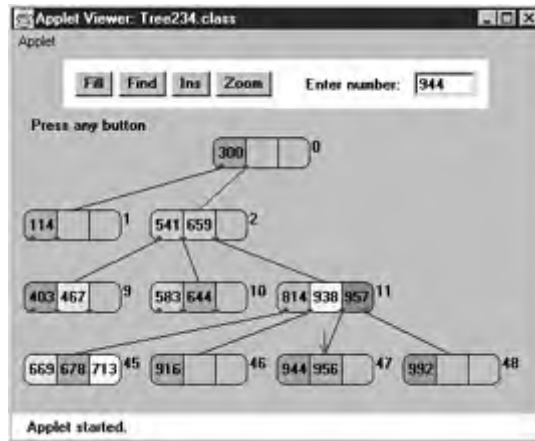 Applet Viewer: Tree234.class
Applet
Fill Find Ins Zoom Enter number: 944
Press any button
300 0
114 1 541 659 2
403 467 9 583 644 10 814 938 957 11
669 678 713 45 916 46 944 956 47 992 48
Applet started.